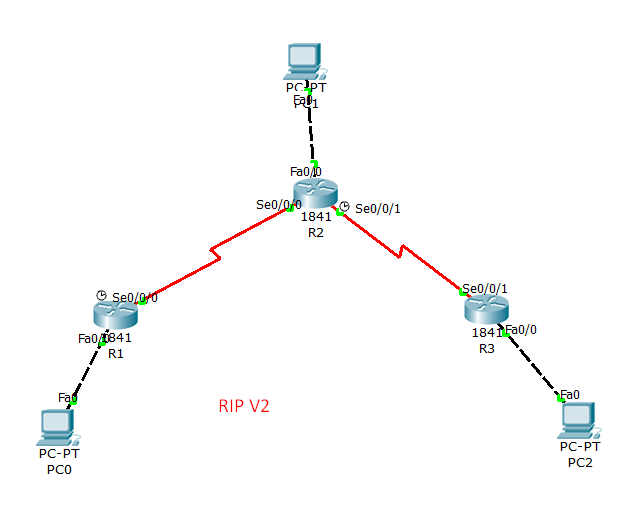 PC-PT
Fa0
PC1
Fa0/0
Se0/0/0
Se0/0/1
1841
R2
Se0/0/0
Fa0/0
1841
R1
Se0/0/1
1841
Fa0/0
R3
Fa0
PC-PT
PC0
RIP V2
Fa0
PC-PT
PC2